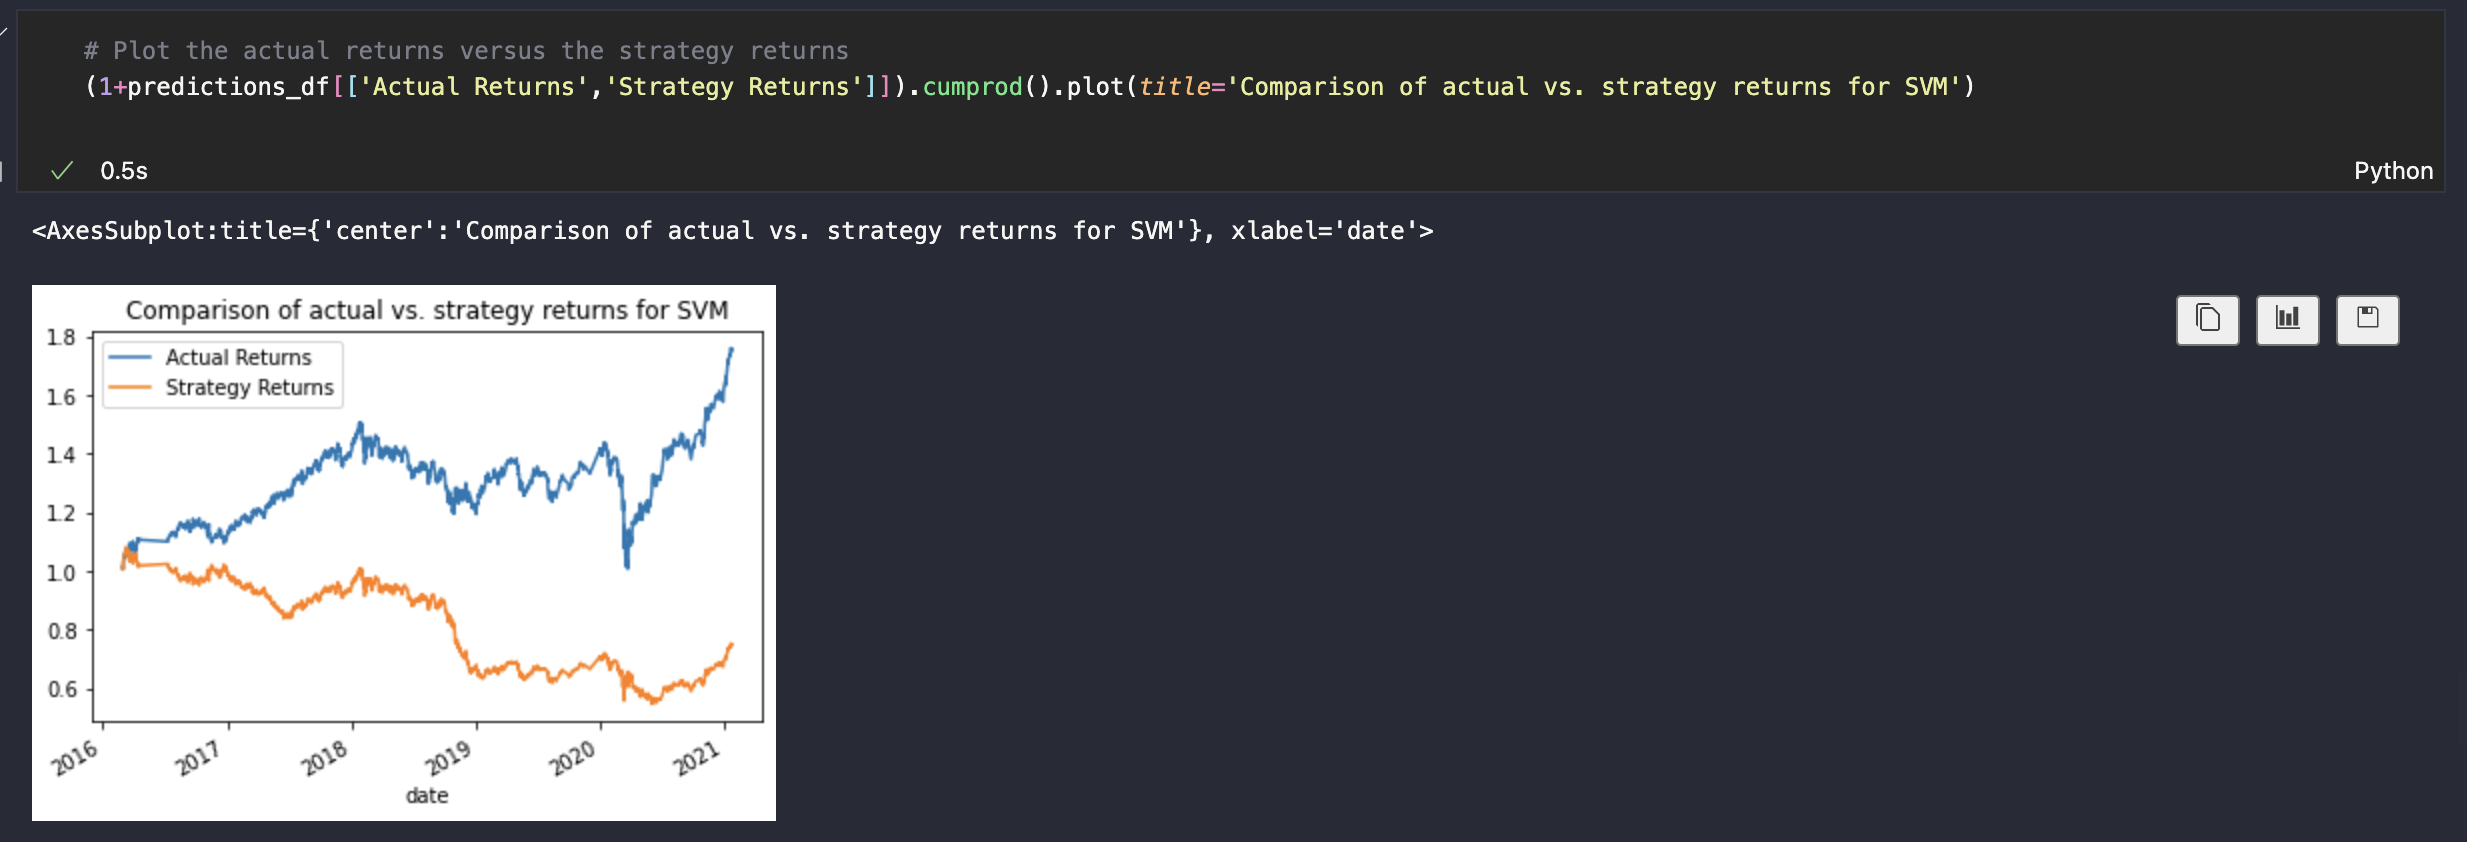 # Plot the actual returns versus the strategy returns
(1+predictions_df[['Actual Returns','Strategy Returns']]).cumprod().plot(title='Comparison of actual vs. strategy returns for SVM')
0.5s
Python
<AxesSubplot:title={'center':'Comparison of actual vs. strategy returns for SVM'}, xlabel='date'>
Comparison of actual vs. strategy returns for SVM
Actual Returns
Strategy Returns
1.8
1.6
1.4
1.2
1.0
0.8
0.6
2016
2017
2018
2019
2020
2021
date